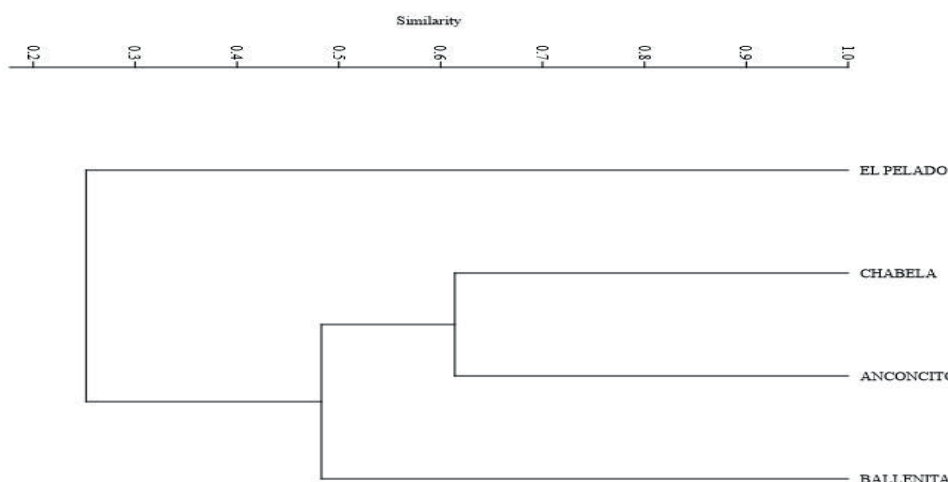 Similarity
0.2 0.3 0.4 0.5 0.6 0.7 0.8 0.9 1.0
EL PELADO
CHABELA
ANCONCITO
BALLENITA